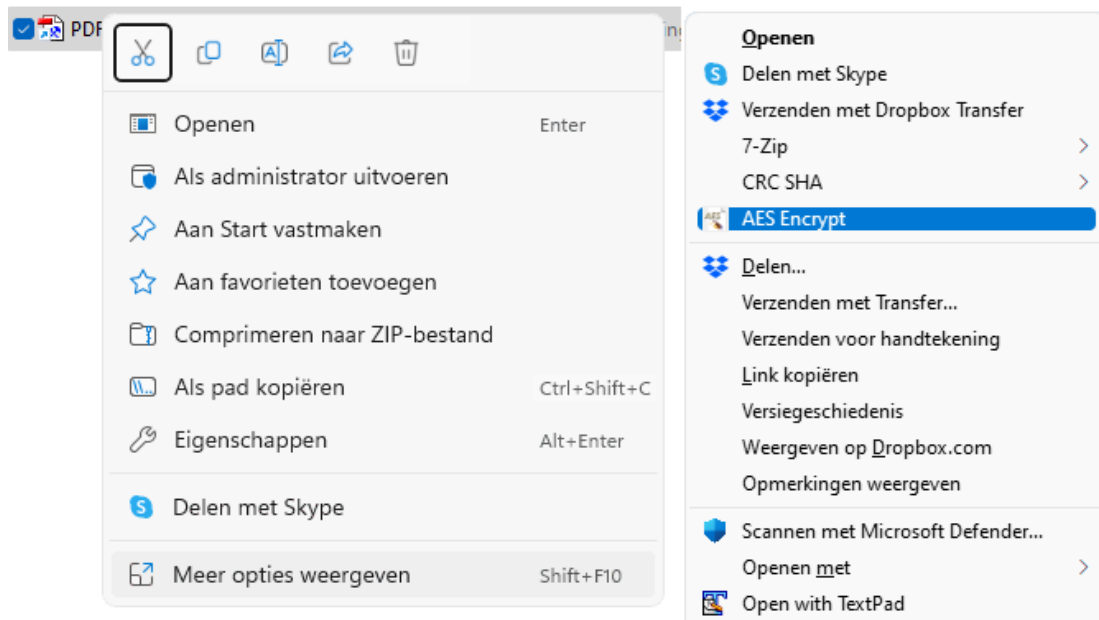 PDF
Openen Enter
Als administrator uitvoeren
Aan Start vastmaken
Aan favorieten toevoegen
Comprimeren naar ZIP-bestand
Als pad kopiëren Ctrl+Shift+C
Eigenschappen Alt+Enter
Delen met Skype
Meer opties weergeven Shift+F10
Openen
Delen met Skype
Verzenden met Dropbox Transfer
7-Zip
CRC SHA
AES Encrypt
Delen...
Verzenden met Transfer...
Verzenden voor handtekening
Link kopiëren
Versiegeschiedenis
Weergeven op Dropbox.com
Opmerkingen weergeven
Scannen met Microsoft Defender...
Openen met
Open with TextPad